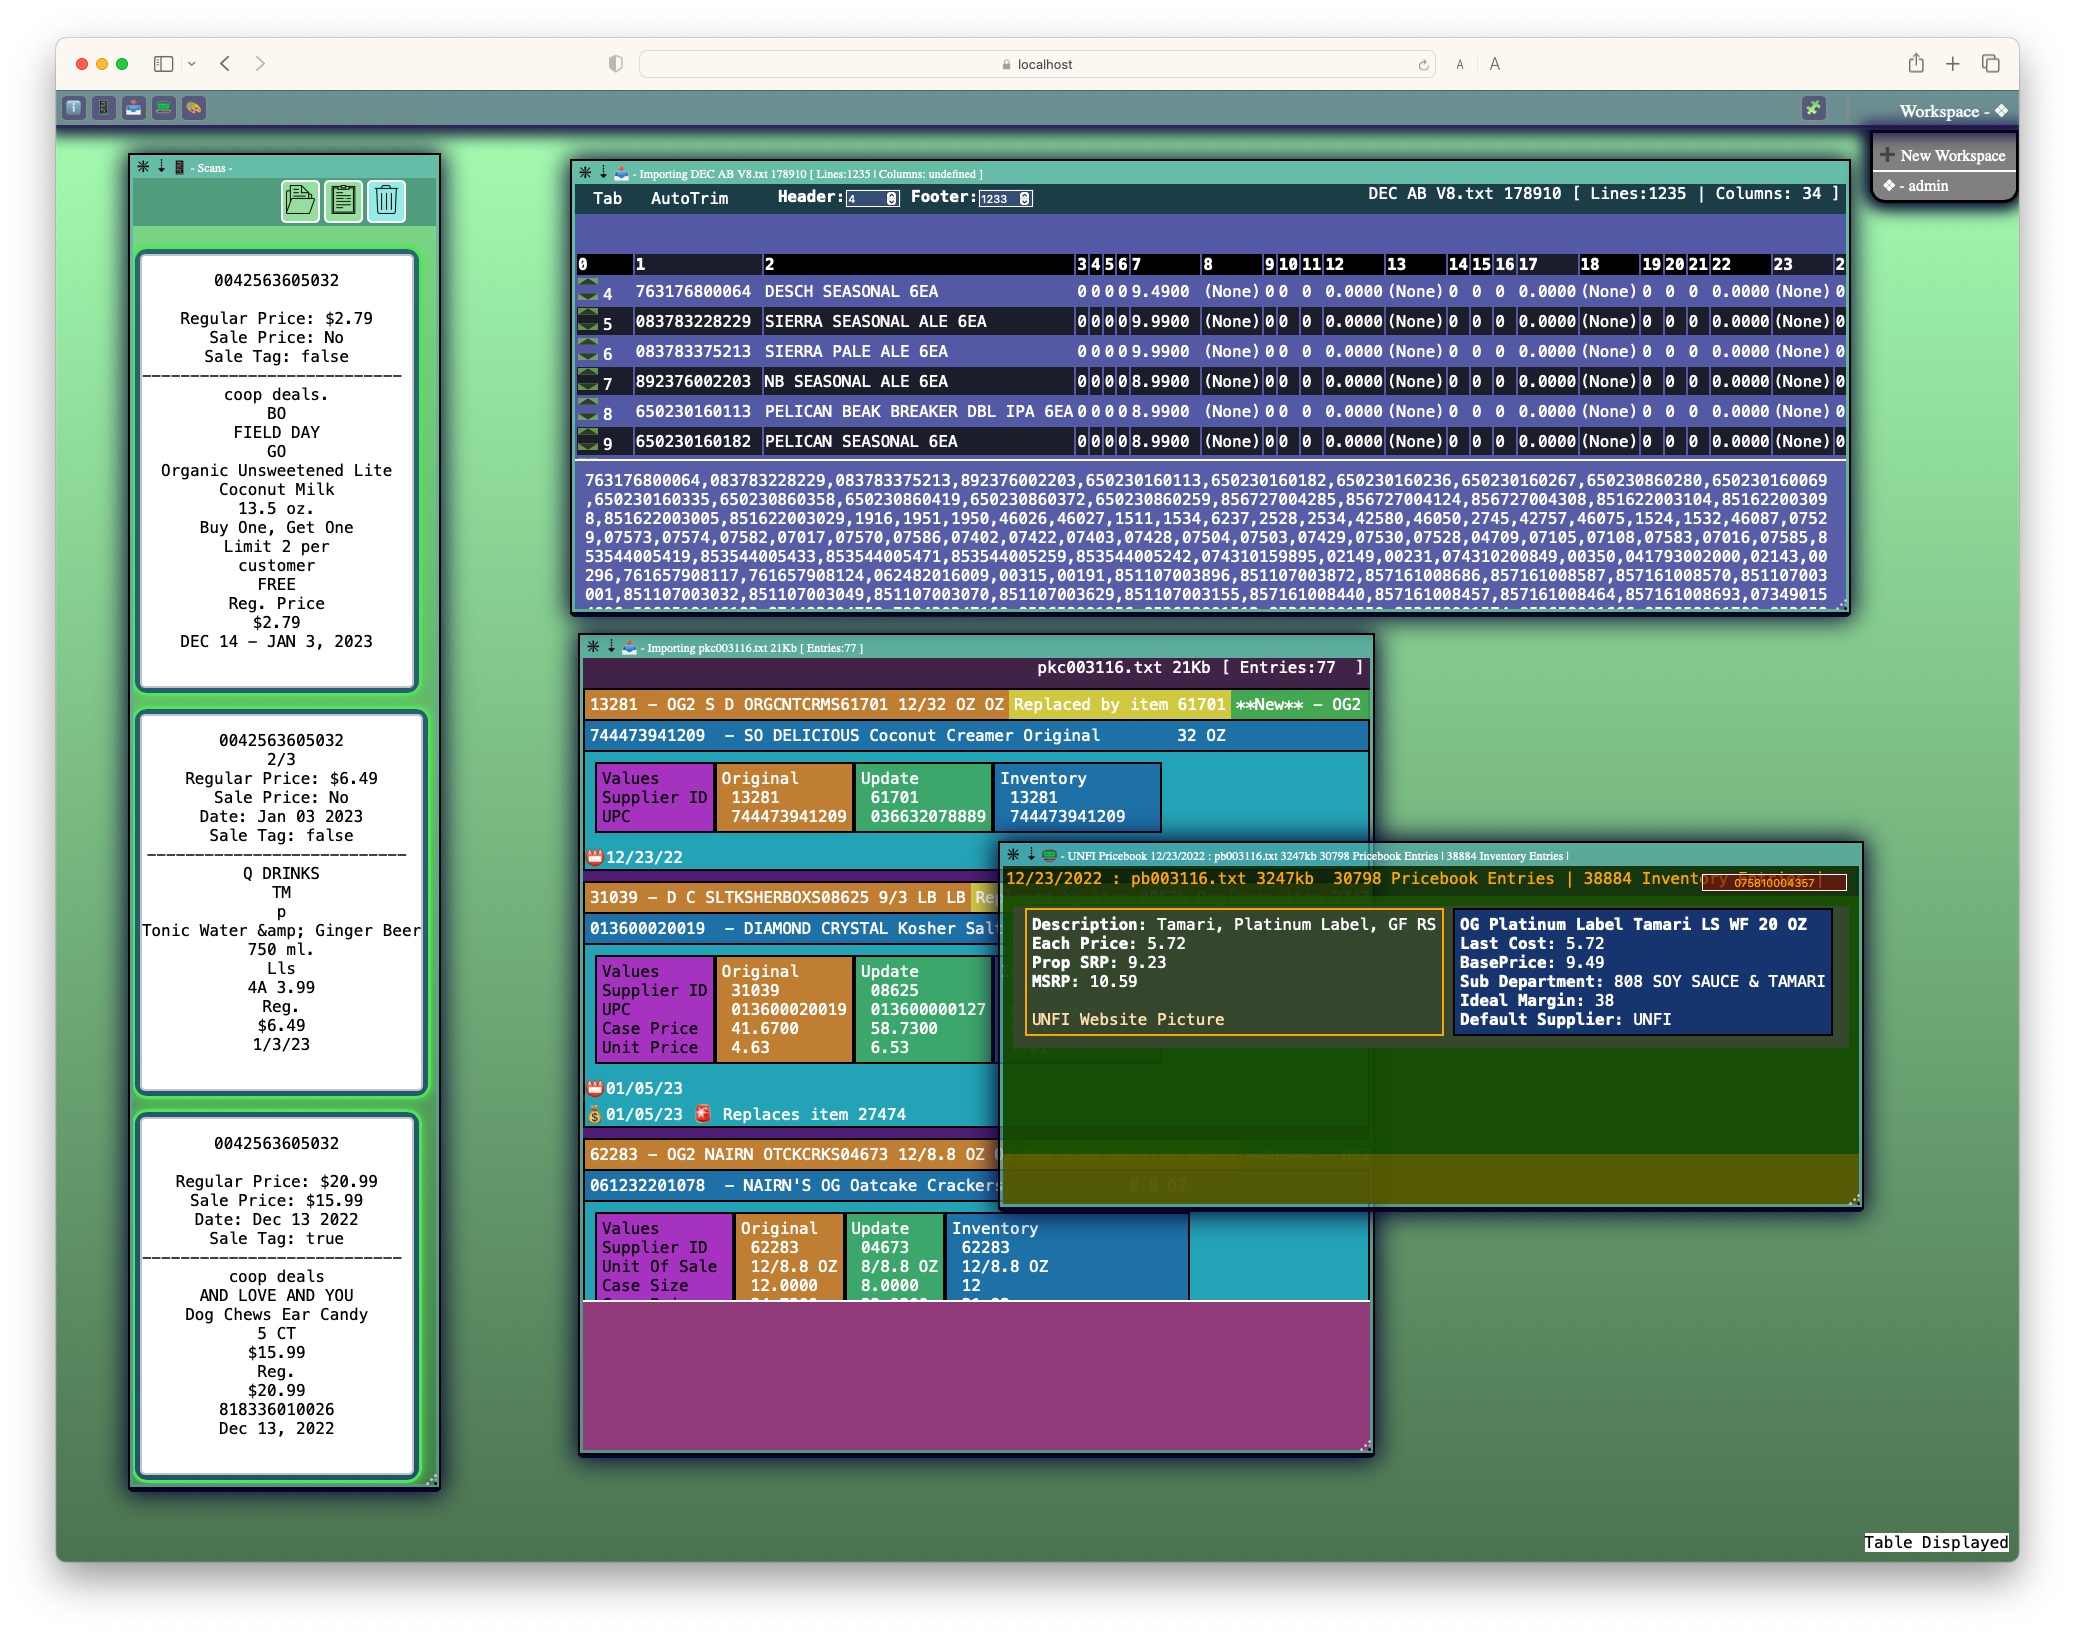 localhost
A A
Workspace - ❖
➕ New Workspace
❖ - admin
- Scans -
0042563605032
Regular Price: $2.79
Sale Price: No
Sale Tag: false
---------------------------
coop deals.
BO
FIELD DAY
GO
Organic Unsweetened Lite
Coconut Milk
13.5 oz.
Buy One, Get One
Limit 2 per
customer
FREE
Reg. Price
$2.79
DEC 14 – JAN 3, 2023
0042563605032
2/3
Regular Price: $6.49
Sale Price: No
Date: Jan 03 2023
Sale Tag: false
---------------------------
Q DRINKS
TM
p
Tonic Water &amp; Ginger Beer
750 ml.
Lls
4A 3.99
Reg.
$6.49
1/3/23
0042563605032
Regular Price: $20.99
Sale Price: $15.99
Date: Dec 13 2022
Sale Tag: true
---------------------------
coop deals
AND LOVE AND YOU
Dog Chews Ear Candy
5 CT
$15.99
Reg.
$20.99
818336010026
Dec 13, 2022
- Importing DEC AB V8.txt 178910 [ Lines:1235 | Columns: undefined ]
Tab AutoTrim Header: 4 Footer: 1233 DEC AB V8.txt 178910 [ Lines:1235 | Columns: 34 ]
0 1 2 3 4 5 6 7 8 9 10 11 12 13 14 15 16 17 18 19 20 21 22 23 2
4 763176800064 DESCH SEASONAL 6EA 0 0 0 0 9.4900 (None) 0 0 0 0.0000 (None) 0 0 0 0.0000 (None) 0 0 0 0.0000 (None) 0
5 083783228229 SIERRA SEASONAL ALE 6EA 0 0 0 0 9.9900 (None) 0 0 0 0.0000 (None) 0 0 0 0.0000 (None) 0 0 0 0.0000 (None) 0
6 083783375213 SIERRA PALE ALE 6EA 0 0 0 0 9.9900 (None) 0 0 0 0.0000 (None) 0 0 0 0.0000 (None) 0 0 0 0.0000 (None) 0
7 892376002203 NB SEASONAL ALE 6EA 0 0 0 0 8.9900 (None) 0 0 0 0.0000 (None) 0 0 0 0.0000 (None) 0 0 0 0.0000 (None) 0
8 650230160113 PELICAN BEAK BREAKER DBL IPA 6EA 0 0 0 0 8.9900 (None) 0 0 0 0.0000 (None) 0 0 0 0.0000 (None) 0 0 0 0.0000 (None) 0
9 650230160182 PELICAN SEASONAL 6EA 0 0 0 0 8.9900 (None) 0 0 0 0.0000 (None) 0 0 0 0.0000 (None) 0 0 0 0.0000 (None) 0
763176800064,083783228229,083783375213,892376002203,650230160113,650230160182,650230160236,650230160267,650230860280,650230160069
,650230160335,650230860358,650230860419,650230860372,650230860259,856727004285,856727004124,856727004308,851622003104,85162200309
8,851622003005,851622003029,1916,1951,1950,46026,46027,1511,1534,6237,2528,2534,42580,46050,2745,42757,46075,1524,1532,46087,0752
9,07573,07574,07582,07017,07570,07586,07402,07422,07403,07428,07504,07503,07429,07530,07528,04709,07105,07108,07583,07016,07585,8
53544005419,853544005433,853544005471,853544005259,853544005242,074310159895,02149,00231,074310200849,00350,041793002000,02143,00
296,761657908117,761657908124,062482016009,00315,00191,851107003896,851107003872,857161008686,857161008587,857161008570,851107003
001,851107003032,851107003049,851107003070,851107003629,851107003155,857161008440,857161008457,857161008464,857161008693,07349015
- Importing pkc003116.txt 21Kb [ Entries:77 ]
pkc003116.txt 21Kb [ Entries:77 ]
13281 – OG2 S D ORGCNTCRMS61701 12/32 OZ OZ Replaced by item 61701 **New** – OG2
744473941209 – SO DELICIOUS Coconut Creamer Original 32 OZ
Values Original Update Inventory
Supplier ID 13281 61701 13281
UPC 744473941209 036632078889 744473941209
📛12/23/22
31039 – D C SLTKSHERBOXS08625 9/3 LB LB
013600020019 – DIAMOND CRYSTAL Kosher Salt
Values Original Update
Supplier ID 31039 08625
UPC 013600020019 013600000127
Case Price 41.6700 58.7300
Unit Price 4.63 6.53
📛01/05/23
💰01/05/23 🚨 Replaces item 27474
62283 – OG2 NAIRN OTCKCRKS04673 12/8.8 OZ
061232201078 – NAIRN'S OG Oatcake Crackers 8.8 OZ
Values Original Update Inventory
Supplier ID 62283 04673 62283
Unit Of Sale 12/8.8 OZ 8/8.8 OZ 12/8.8 OZ
Case Size 12.0000 8.0000 12
- UNFI Pricebook 12/23/2022 : pb003116.txt 3247kb 30798 Pricebook Entries | 38884 Inventory Entries |
12/23/2022 : pb003116.txt 3247kb 30798 Pricebook Entries | 38884 Inventory Entries |
075810004357
Description: Tamari, Platinum Label, GF RS
Each Price: 5.72
Prop SRP: 9.23
MSRP: 10.59
UNFI Website Picture
OG Platinum Label Tamari LS WF 20 OZ
Last Cost: 5.72
BasePrice: 9.49
Sub Department: 808 SOY SAUCE & TAMARI
Ideal Margin: 38
Default Supplier: UNFI
Table Displayed